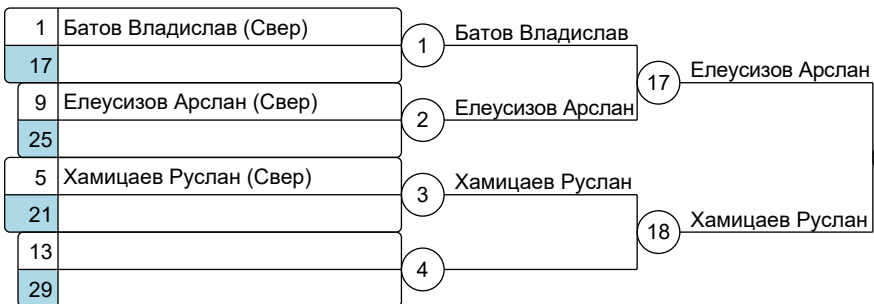 1 Батов Владислав (Свер)
17
9 Елеусизов Арслан (Свер)
25
5 Хамицаев Руслан (Свер)
21
13
29
1 Батов Владислав
2 Елеусизов Арслан
3 Хамицаев Руслан
4
17 Елеусизов Арслан
18 Хамицаев Руслан